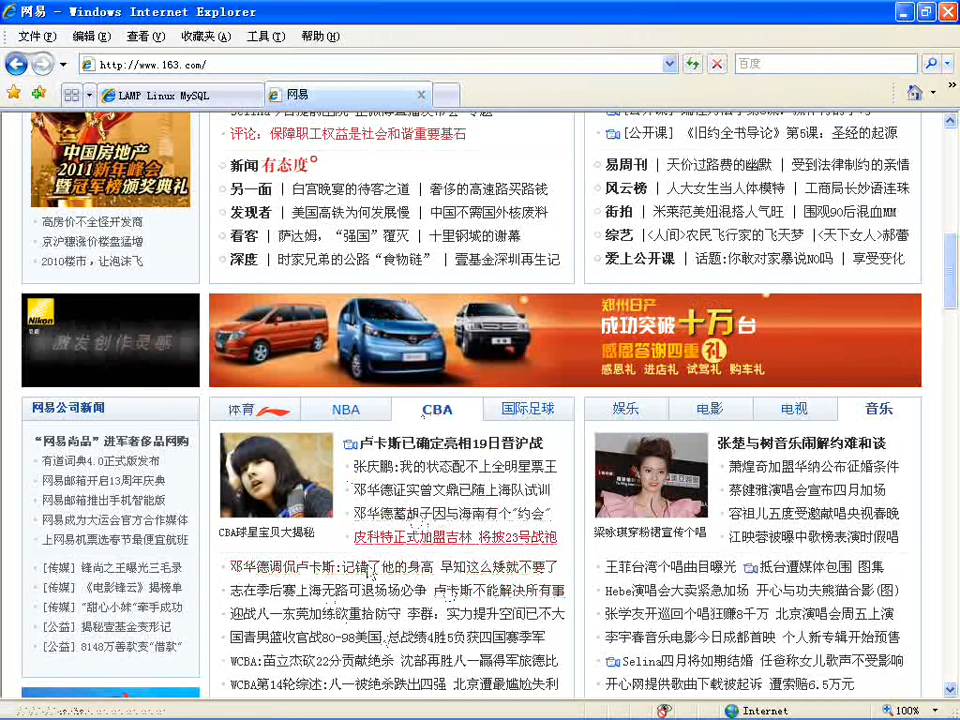 网易 - Windows Internet Explorer
文件(F) 编辑(E) 查看(V) 收藏夹(A) 工具(T) 帮助(H)
http://www.163.com/
百度
LAMP Linux MySQL
网易
中国房地产
2011新年峰会
暨冠军榜颁奖典礼
高房价不全怪开发商
京沪穗涨价楼盘猛增
2010楼市，让泡沫飞
评论：保障职工权益是社会和谐重要基石
新闻 有态度°
另一面 | 白宫晚宴的待客之道 | 奢侈的高速路买路钱
发现者 | 美国高铁为何发展慢 | 中国不需国外核废料
看客 | 萨达姆，“强国”覆灭 | 十里钢城的谢幕
深度 | 时家兄弟的公路“食物链” | 壹基金深圳再生记
[公开课] 《旧约全书导论》第5课：圣经的起源
易周刊 | 天价过路费的幽默 | 受到法律制约的亲情
风云榜 | 人大女生当人体模特 | 工商局长妙语连珠
街拍 | 米莱范美妞混搭人气旺 | 围观90后混血MM
综艺 |<人间>农民飞行家的飞天梦 |<天下女人>郝蕾
爱上公开课 | 话题:你敢对家暴说NO吗 | 享受变化
Nikon
激发创作灵感
郑州日产
成功突破十万台
感恩答谢四重礼
感恩礼 进店礼 试驾礼 购车礼
网易公司新闻
“网易尚品”进军奢侈品网购
有道词典4.0正式版发布
网易邮箱开启13周年庆典
网易邮箱推出手机智能版
网易成为大运会官方合作媒体
上网易机票选春节最便宜航班
[传媒] 锋尚之王曝光三毛录
[传媒] 《电影锋云》揭榜单
[传媒] “甜心小妹”牵手成功
[公益] 揭秘壹基金变形记
[公益] 8148万善款变“借款”
体育 NBA CBA 国际足球
CBA球星宝贝大揭秘
卢卡斯已确定亮相19日晋沪战
张庆鹏:我的状态配不上全明星票王
邓华德证实曾文鼎已随上海队试训
邓华德蓄胡子因与海南有个“约会”
皮科特正式加盟吉林 将披23号战袍
邓华德调侃卢卡斯:记错了他的身高 早知这么矮就不要了
志在季后赛上海无路可退场场必争 卢卡斯不能解决所有事
迎战八一东莞加练欲重拾防守 李群：实力提升空间已不大
国青男篮收官战80-98美国 总战绩4胜5负获四国赛季军
WCBA:苗立杰砍22分贡献绝杀 沈部再胜八一赢得军旅德比
WCBA第14轮综述:八一被绝杀跌出四强 北京遭最尴尬失利
娱乐 电影 电视 音乐
梁咏琪穿粉裙宣传个唱
张楚与树音乐闹解约难和谈
萧煌奇加盟华纳公布征婚条件
蔡健雅演唱会宣布四月加场
容祖儿五度受邀献唱央视春晚
江映蓉被曝中歌榜表演时假唱
王菲台湾个唱曲目曝光 抵台遭媒体包围 图集
Hebe演唱会大卖紧急加场 开心与功夫熊猫合影(图)
张学友开巡回个唱狂赚8千万 北京演唱会周五上演
李宇春音乐电影今日成都首映 个人新专辑开始预售
Selina四月将如期结婚 任爸称女儿歌声不受影响
开心网提供歌曲下载被起诉 遭索赔6.5万元
Internet 100%